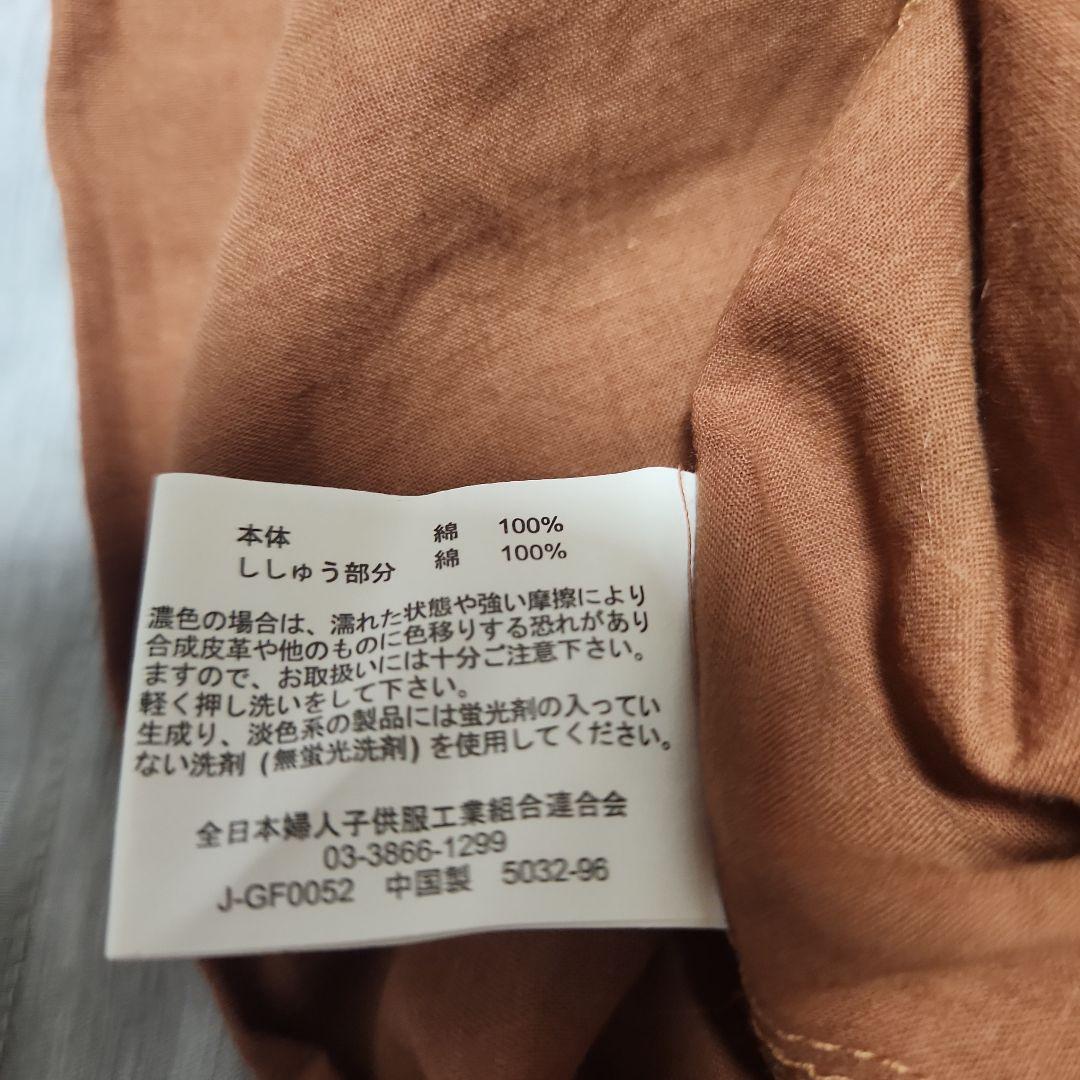 本体 綿 100%
ししゅう部分 綿 100%
濃色の場合は、濡れた状態や強い摩擦により
合成皮革や他のものに色移りする恐れがあり
ますので、お取扱いには十分ご注意下さい。
軽く押し洗いをして下さい。
生成り、淡色系の製品には蛍光剤の入ってい
ない洗剤 (無蛍光洗剤) を使用してください。
全日本婦人子供服工業組合連合会
03-3866-1299
J-GF0052 中国製 5032-96